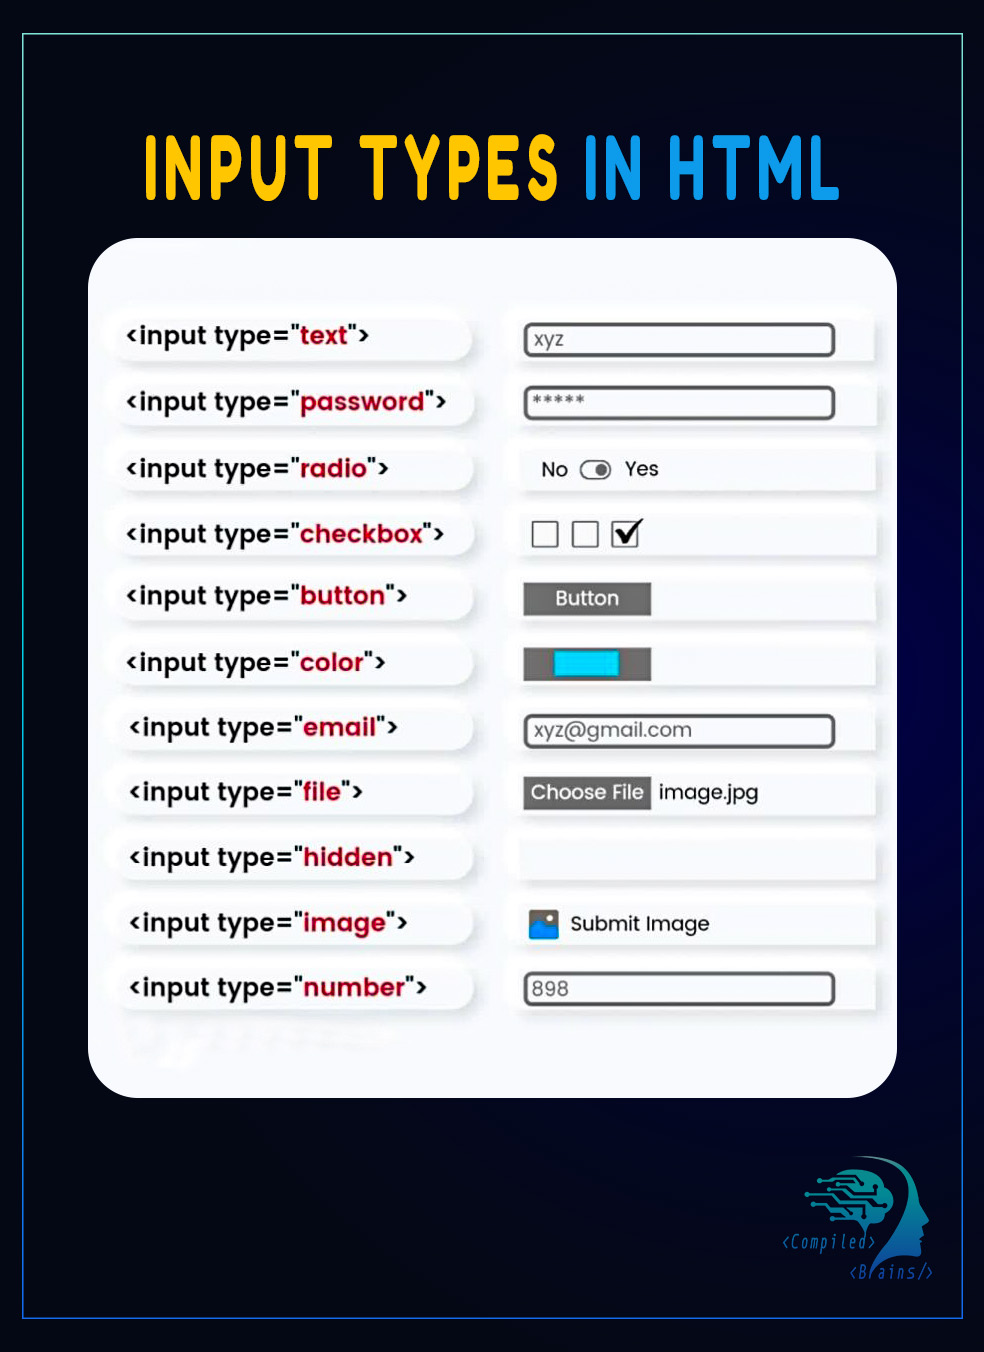 INPUT TYPES IN HTML
<input type="text"> xyz
<input type="password"> *****
<input type="radio"> No Yes
<input type="checkbox">
<input type="button"> Button
<input type="color">
<input type="email"> xyz@gmail.com
<input type="file"> Choose File image.jpg
<input type="hidden">
<input type="image"> Submit Image
<input type="number"> 898
<Compiled>
<Brains/>